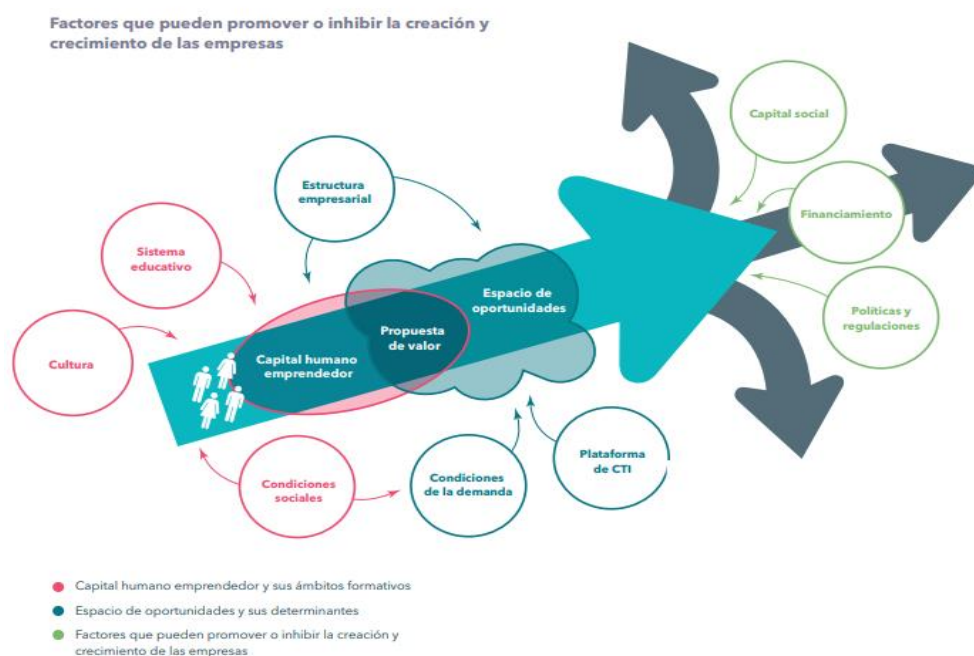 Factores que pueden promover o inhibir la creación y
crecimiento de las empresas
Capital social
Estructura
empresarial
Financiamiento
Sistema
educativo
Espacio de
oportunidades
Políticas y
regulaciones
Propuesta
de valor
Cultura
Capital humano
emprendedor
Plataforma
de CTI
Condiciones
sociales
Condiciones
de la demanda
Capital humano emprendedor y sus ámbitos formativos
Espacio de oportunidades y sus determinantes
Factores que pueden promover o inhibir la creación y
crecimiento de las empresas